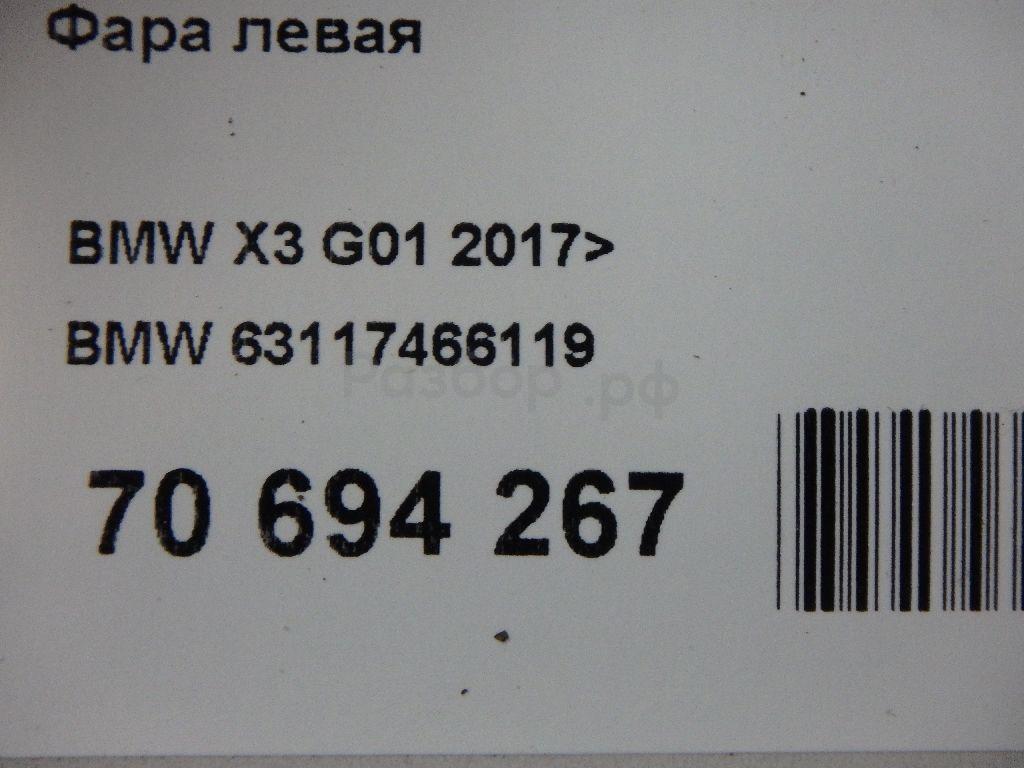 Фара левая
BMW X3 G01 2017>
BMW 63117466119
Разбор.рф
70 694 267